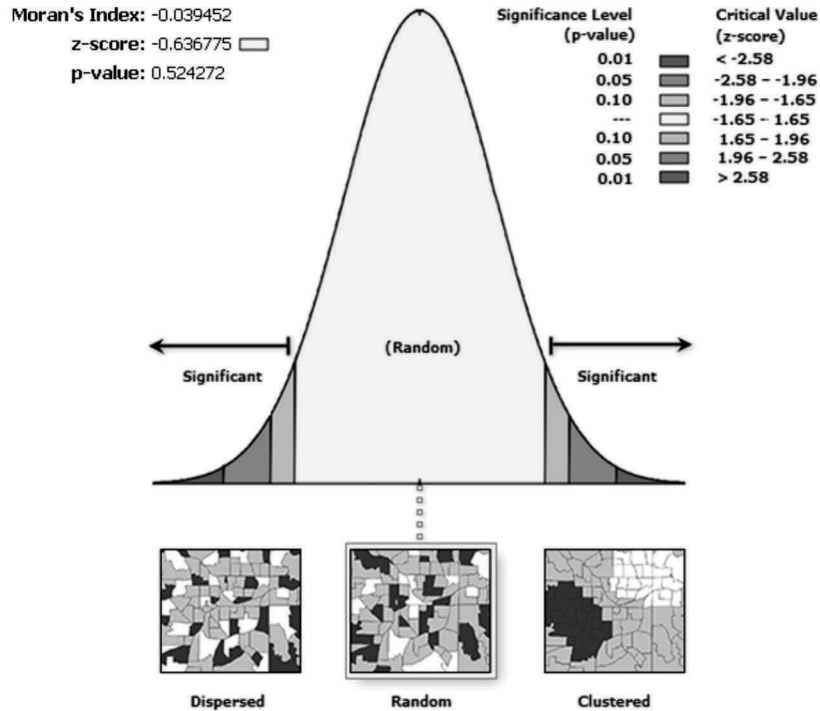 Moran's Index: -0.039452
z-score: -0.636775
p-value: 0.524272
Significance Level
(p-value)
Critical Value
(z-score)
0.01 < -2.58
0.05 -2.58 – -1.96
0.10 -1.96 – -1.65
--- -1.65 – 1.65
0.10 1.65 – 1.96
0.05 1.96 – 2.58
0.01 > 2.58
(Random)
Significant Significant
Dispersed Random Clustered